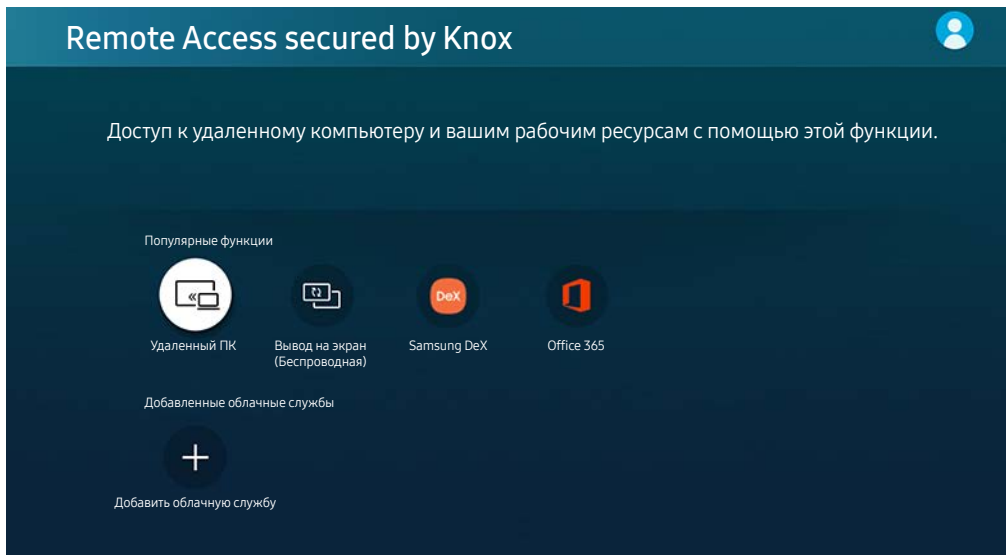 Remote Access secured by Knox
Доступ к удаленному компьютеру и вашим рабочим ресурсам с помощью этой функции.
Популярные функции
DeX
Удаленный ПК
Вывод на экран
(Беспроводная)
Samsung DeX
Office 365
Добавленные облачные службы
Добавить облачную службу